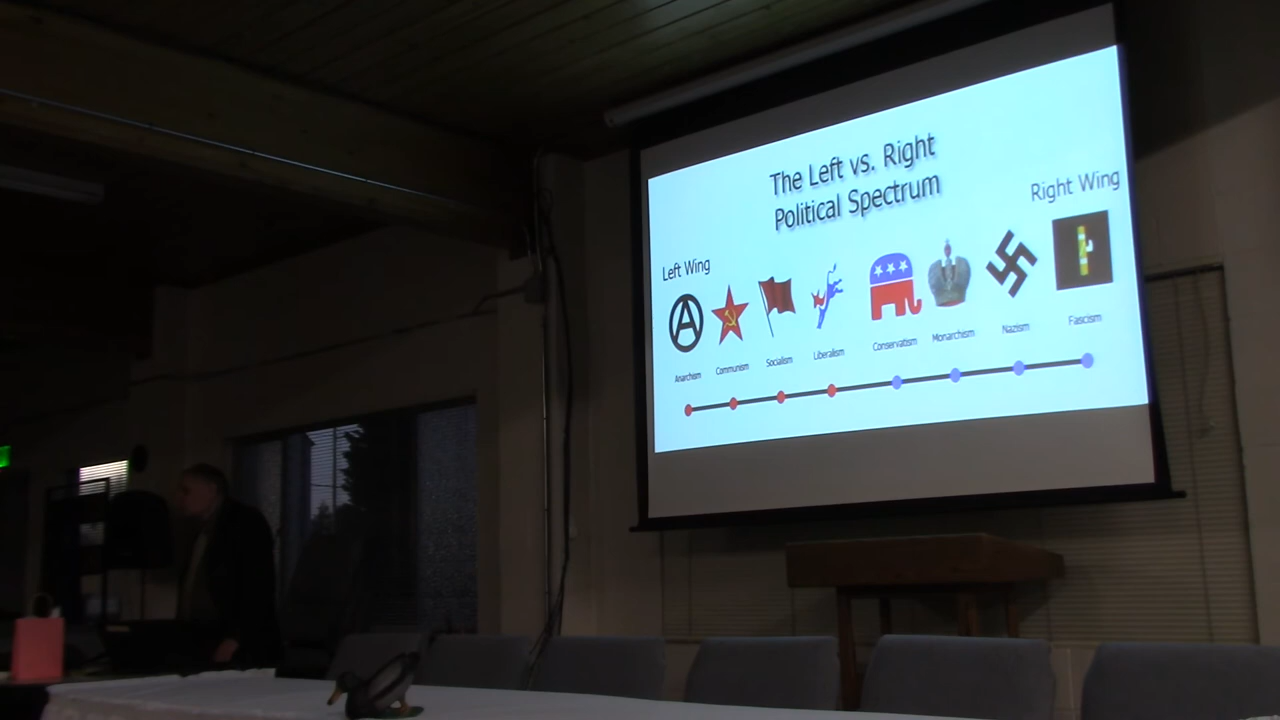 The Left vs. Right
Political Spectrum
Left Wing
Right Wing
Anarchism
Communism
Socialism
Liberalism
Conservatism
Monarchism
Nazism
Fascism